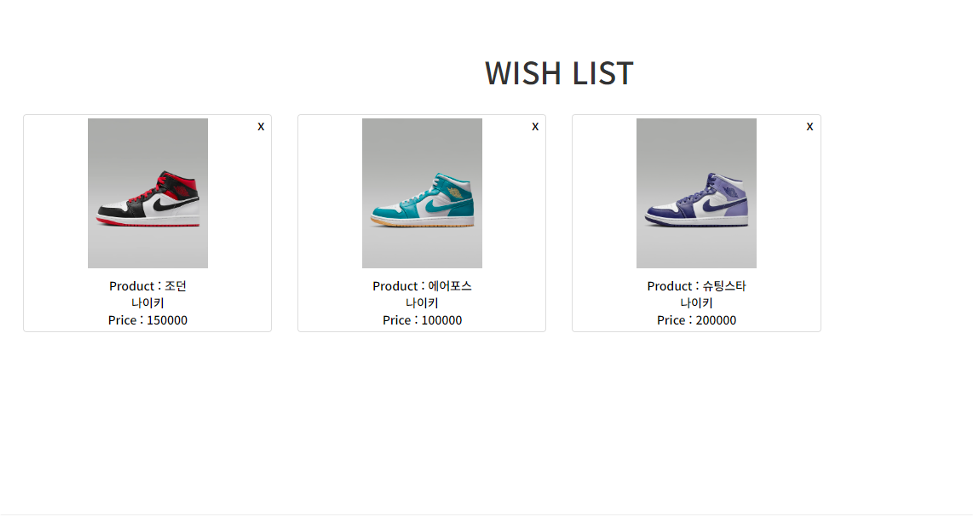 WISH LIST
X
Product : 조던
나이키
Price : 150000
X
Product : 에어포스
나이키
Price : 100000
X
Product : 슈팅스타
나이키
Price : 200000